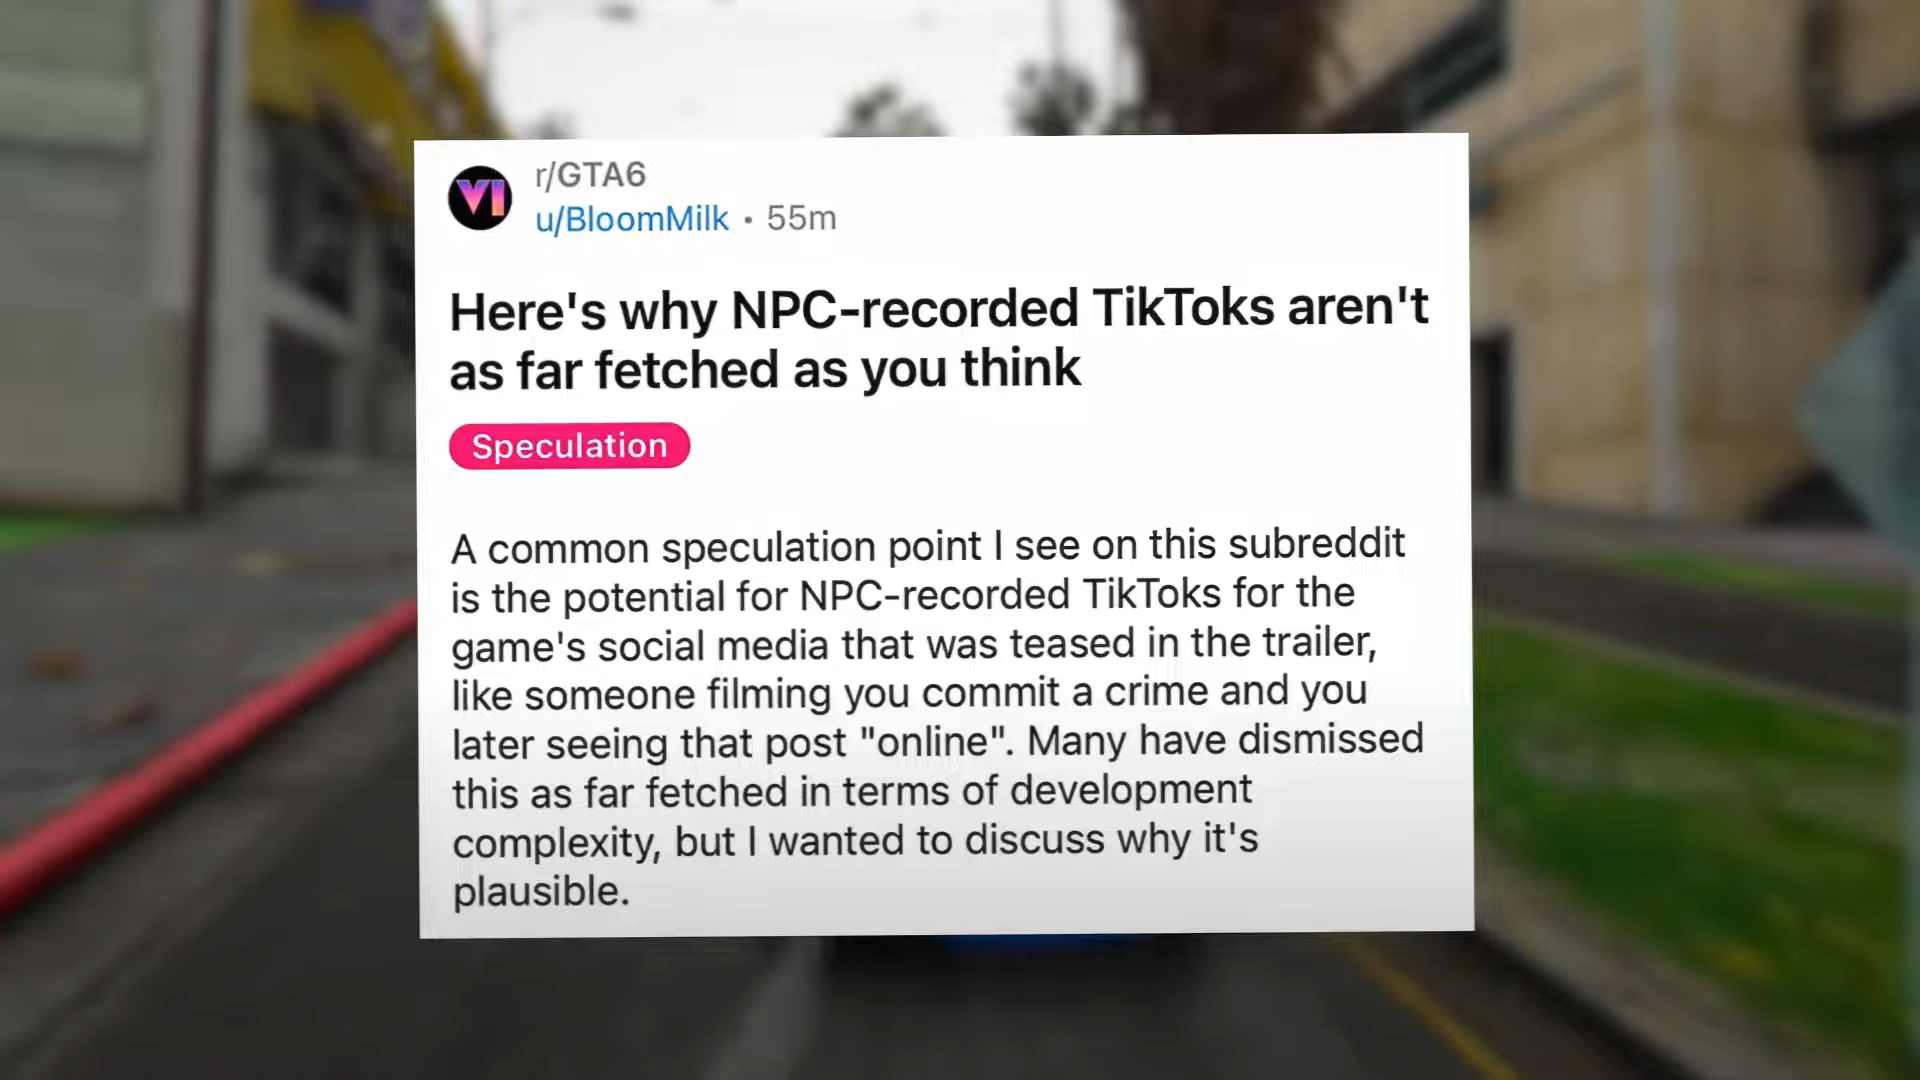 VI
r/GTA6
u/BloomMilk • 55m
Here's why NPC-recorded TikToks aren't
as far fetched as you think
Speculation
A common speculation point I see on this subreddit
is the potential for NPC-recorded TikToks for the
game's social media that was teased in the trailer,
like someone filming you commit a crime and you
later seeing that post "online". Many have dismissed
this as far fetched in terms of development
complexity, but I wanted to discuss why it's
plausible.